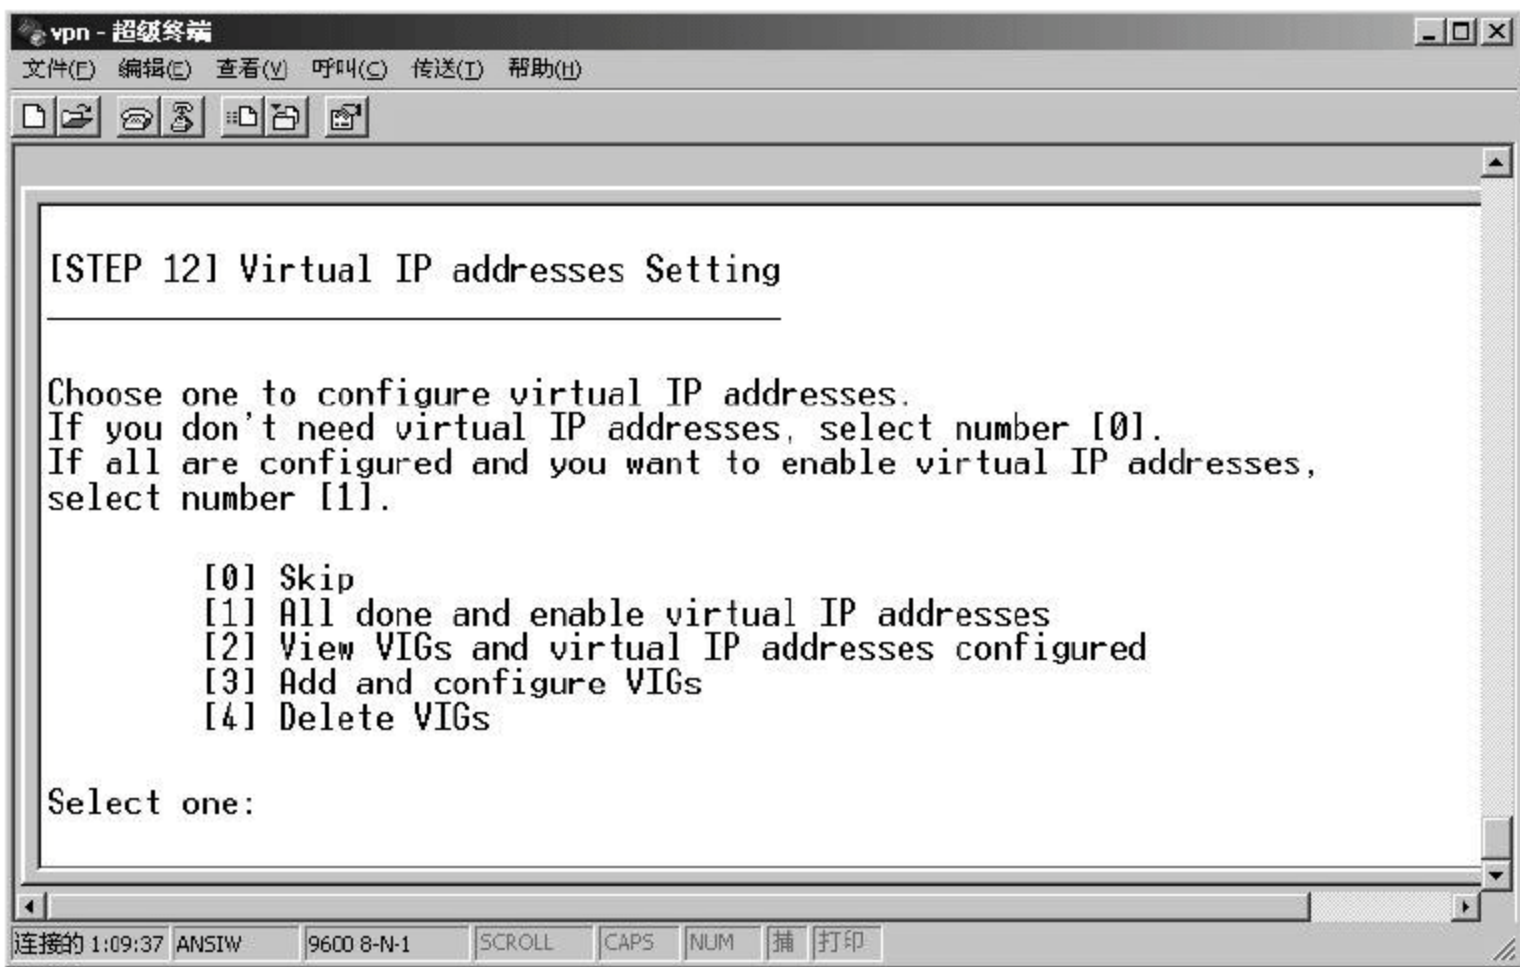 vpn - 超级终端
文件(F) 编辑(E) 查看(V) 呼叫(C) 传送(T) 帮助(H)
[STEP 12] Virtual IP addresses Setting
Choose one to configure virtual IP addresses.
If you don't need virtual IP addresses, select number [0].
If all are configured and you want to enable virtual IP addresses,
select number [1].
[0] Skip
[1] All done and enable virtual IP addresses
[2] View VIGs and virtual IP addresses configured
[3] Add and configure VIGs
[4] Delete VIGs
Select one:
连接的 1:09:37 ANSIW 9600 8-N-1 SCROLL CAPS NUM 捕 打印